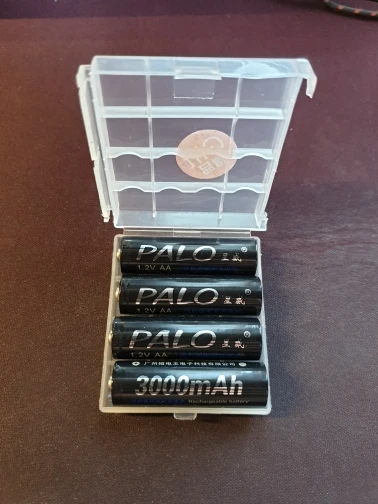 PALO 星威®
1.2V AA
PALO 星威®
1.2V AA
PALO 星威®
1.2V AA
3000mAh
Rechargeable battery